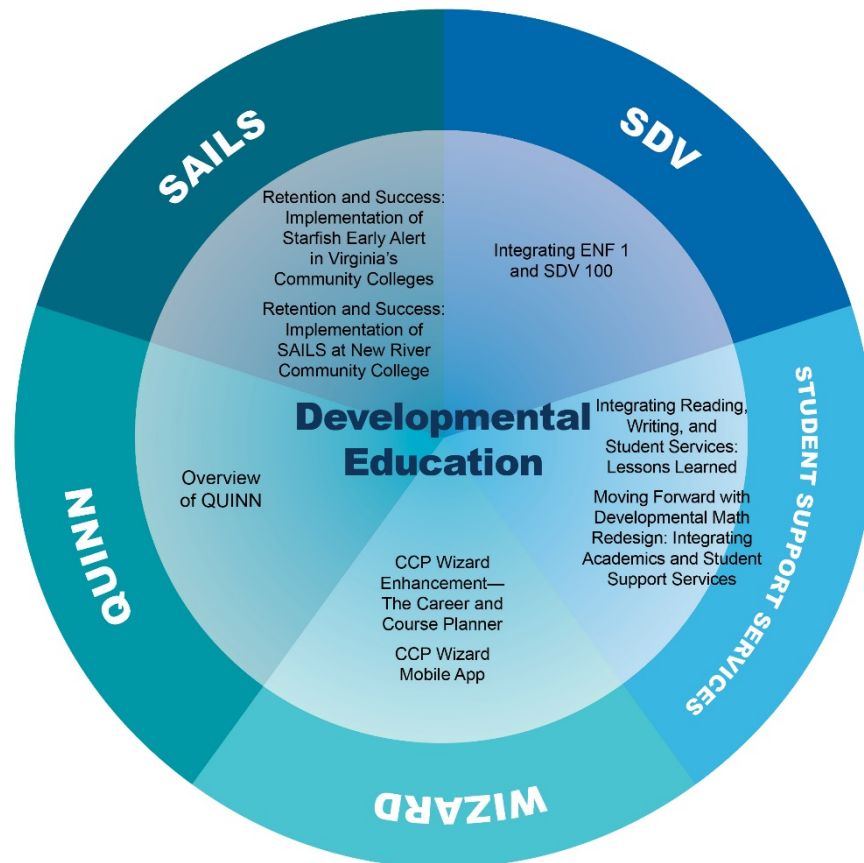 SAILS
Retention and Success:
Implementation of
Starfish Early Alert
in Virginia's
Community Colleges
Retention and Success:
Implementation of
SAILS at New River
Community College
SDV
Integrating ENF 1
and SDV 100
STUDENT SUPPORT SERVICES
Integrating Reading,
Writing, and
Student Services:
Lessons Learned
Moving Forward with
Developmental Math
Redesign: Integrating
Academics and Student
Support Services
Developmental
Education
QUINN
Overview
of QUINN
CCP Wizard
Enhancement—
The Career and
Course Planner
CCP Wizard
Mobile App
WIZARD